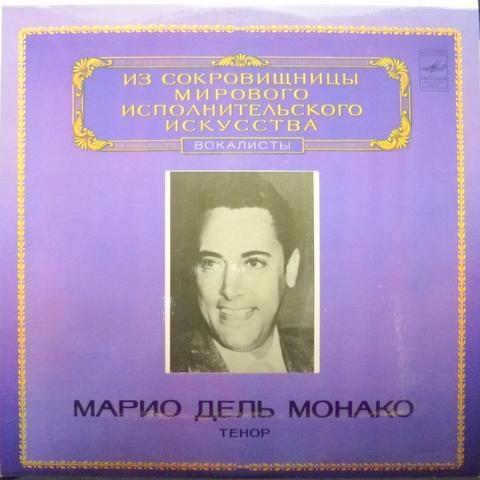 ИЗ СОКРОВИЩНИЦЫ
МИРОВОГО
ИСПОЛНИТЕЛЬСКОГО
ИСКУССТВА
ВОКАЛИСТЫ
МАРИО ДЕЛЬ МОНАКО
ТЕНОР